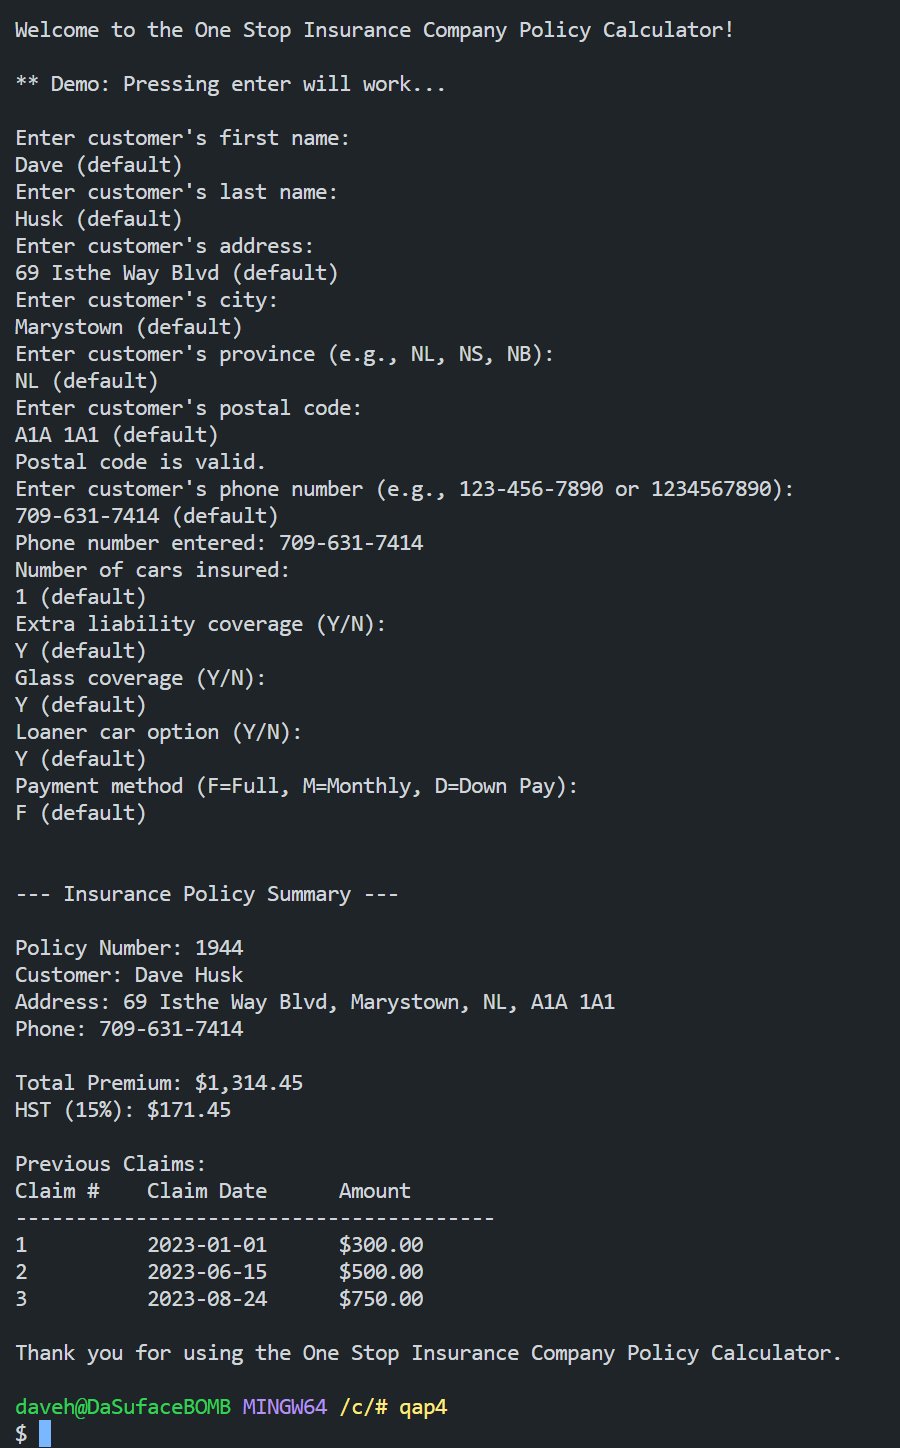 Welcome to the One Stop Insurance Company Policy Calculator!
** Demo: Pressing enter will work...
Enter customer's first name:
Dave (default)
Enter customer's last name:
Husk (default)
Enter customer's address:
69 Isthe Way Blvd (default)
Enter customer's city:
Marystown (default)
Enter customer's province (e.g., NL, NS, NB):
NL (default)
Enter customer's postal code:
A1A 1A1 (default)
Postal code is valid.
Enter customer's phone number (e.g., 123-456-7890 or 1234567890):
709-631-7414 (default)
Phone number entered: 709-631-7414
Number of cars insured:
1 (default)
Extra liability coverage (Y/N):
Y (default)
Glass coverage (Y/N):
Y (default)
Loaner car option (Y/N):
Y (default)
Payment method (F=Full, M=Monthly, D=Down Pay):
F (default)
--- Insurance Policy Summary ---
Policy Number: 1944
Customer: Dave Husk
Address: 69 Isthe Way Blvd, Marystown, NL, A1A 1A1
Phone: 709-631-7414
Total Premium: $1,314.45
HST (15%): $171.45
Previous Claims:
Claim #    Claim Date      Amount
----------------------------------------
1          2023-01-01      $300.00
2          2023-06-15      $500.00
3          2023-08-24      $750.00
Thank you for using the One Stop Insurance Company Policy Calculator.
daveh@DaSufaceBOMB MINGW64 /c/# qap4
$